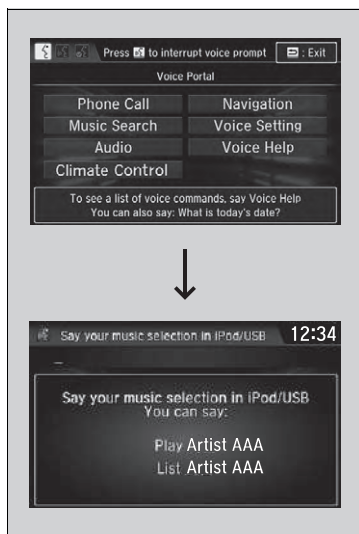 Press to interrupt voice prompt : Exit
Voice Portal
Phone Call Navigation
Music Search Voice Setting
Audio Voice Help
Climate Control
To see a list of voice commands, say Voice Help
You can also say: What is today's date?
Say your music selection in iPod/USB 12:34
Say your music selection in iPod/USB
You can say:
Play Artist AAA
List Artist AAA